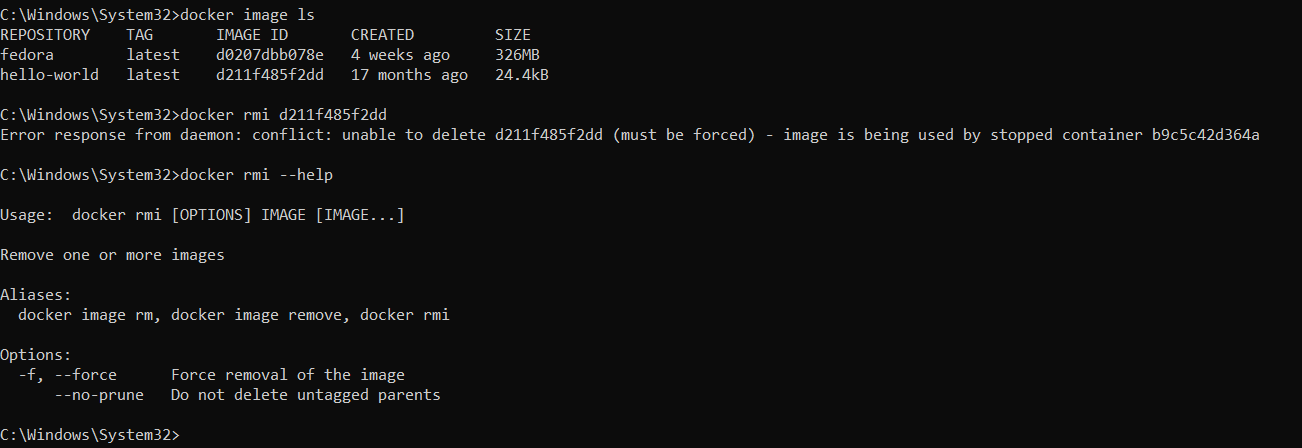 C:\Windows\System32>docker image ls
REPOSITORY    TAG       IMAGE ID       CREATED         SIZE
fedora        latest    d0207dbb078e   4 weeks ago     326MB
hello-world   latest    d211f485f2dd   17 months ago   24.4kB
C:\Windows\System32>docker rmi d211f485f2dd
Error response from daemon: conflict: unable to delete d211f485f2dd (must be forced) - image is being used by stopped container b9c5c42d364a
C:\Windows\System32>docker rmi --help
Usage:  docker rmi [OPTIONS] IMAGE [IMAGE...]
Remove one or more images
Aliases:
  docker image rm, docker image remove, docker rmi
Options:
  -f, --force      Force removal of the image
      --no-prune   Do not delete untagged parents
C:\Windows\System32>